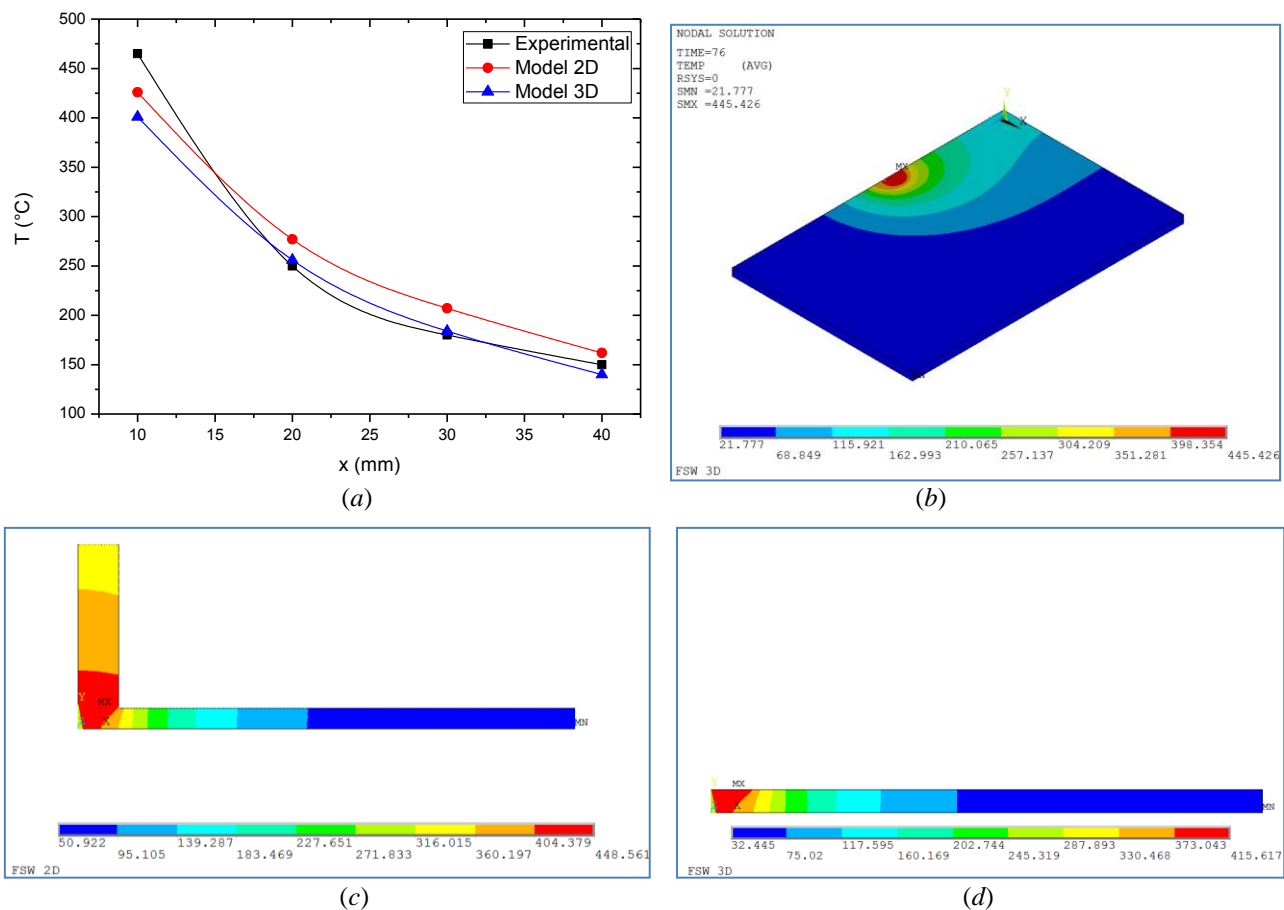 500
450
400
350
300
250
200
150
100
T (°C)
10 15 20 25 30 35 40
x (mm)
Experimental
Model 2D
Model 3D
(a)
NODAL SOLUTION
TIME=76
TEMP (AVG)
RSYS=0
SMN =21.777
SMX =445.426
Y
X
MX
MN
21.777 115.921 210.065 304.209 398.354
68.849 162.993 257.137 351.281 445.426
FSW 3D
(b)
Y
MX
X
MN
50.922 139.287 227.651 316.015 404.379
95.105 183.469 271.833 360.197 448.561
FSW 2D
(c)
Y
MX
X
MN
32.445 117.595 202.744 287.893 373.043
75.02 160.169 245.319 330.468 415.617
FSW 3D
(d)